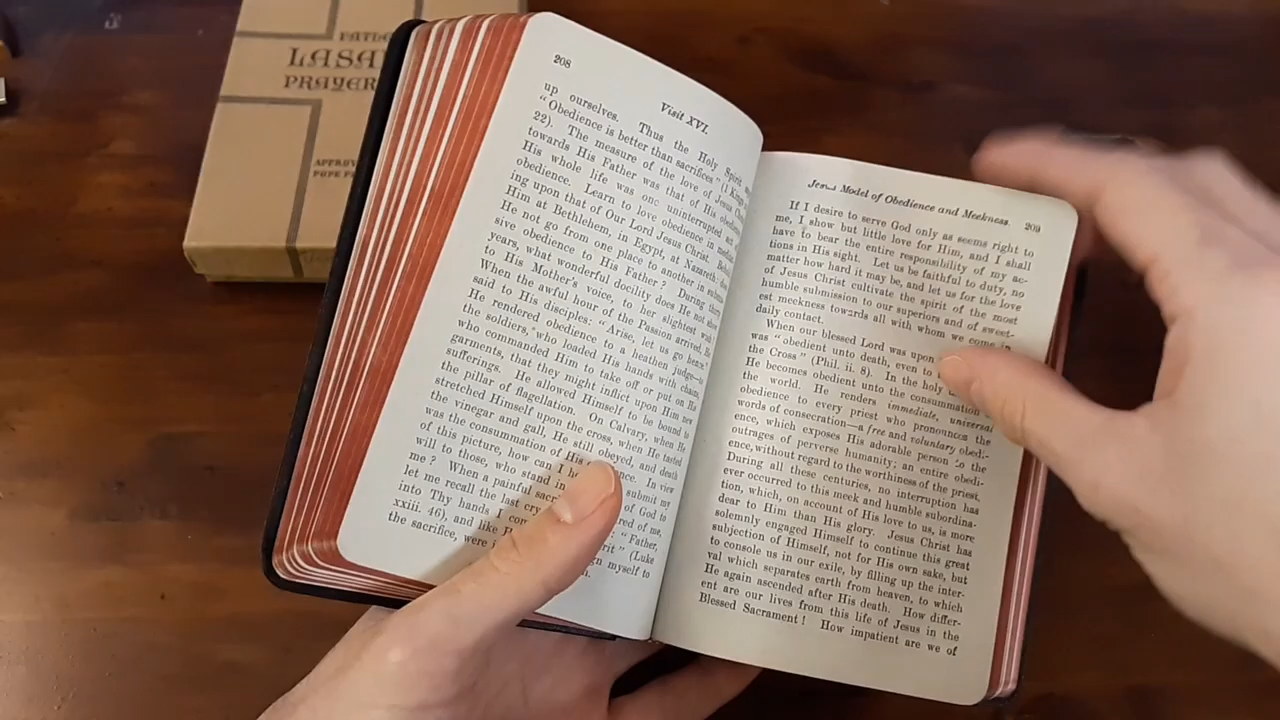 LASA
PRAYER
APPROV
POPE P
208
Visit XVI.
up ourselves. Thus the Holy Spirit
“Obedience is better than sacrifices” (1 Kings
22). The measure of the love of Jesus
towards His Father was that of His
His whole life was one uninterrupted
obedience. Learn to love obedience in
ing upon that of Our Lord Jesus Christ.
Him at Bethlehem, in Egypt, at Nazareth:
He not go from one place to another in
sive obedience to His Father? During
years, what wonderful docility does He not
to His Mother's voice, to her slightest
When the awful hour of the Passion arrived, He
said to His disciples: “Arise, let us go hence.”
He rendered obedience to a heathen judge—to
the soldiers, who loaded His hands with chains,
who commanded Him to take off or put on His
garments, that they might inflict upon Him new
sufferings. He allowed Himself to be bound to
the pillar of flagellation. On Calvary, when He
stretched Himself upon the cross, when He tasted
the vinegar and gall, He still obeyed, and death
was the consummation of His In view
of this picture, how can I submit my
will to those, who stand in of God to
me? When a painful of me,
let me recall the last cry : “Father,
into Thy hands I (Luke
xxiii. 46), and like myself to
the sacrifice, were
Jesus Model of Obedience and Meekness. 209
If I desire to serve God only as seems right to
me, I show but little love for Him, and I shall
have to bear the entire responsibility of my ac-
tions in His sight. Let us be faithful to duty, no
matter how hard it may be, and let us for the love
of Jesus Christ cultivate the spirit of the most
humble submission to our superiors and of sweet-
est meekness towards all with whom we come in
daily contact.
When our blessed Lord was upon
was “obedient unto death, even to
the Cross” (Phil. ii. 8). In the holy
He becomes obedient unto the consummation
the world. He renders immediate, universal
obedience to every priest who pronounces the
words of consecration—a free and voluntary obedi-
ence, which exposes His adorable person to the
outrages of perverse humanity; an entire obedi-
ence, without regard to the worthiness of the priest.
During all these centuries, no interruption has
ever occurred to this meek and humble subordina-
tion, which, on account of His love to us, is more
dear to Him than His glory. Jesus Christ has
solemnly engaged Himself to continue this great
subjection of Himself, not for His own sake, but
to console us in our exile, by filling up the inter-
val which separates earth from heaven, to which
He again ascended after His death. How differ-
ent are our lives from this life of Jesus in the
Blessed Sacrament! How impatient are we of